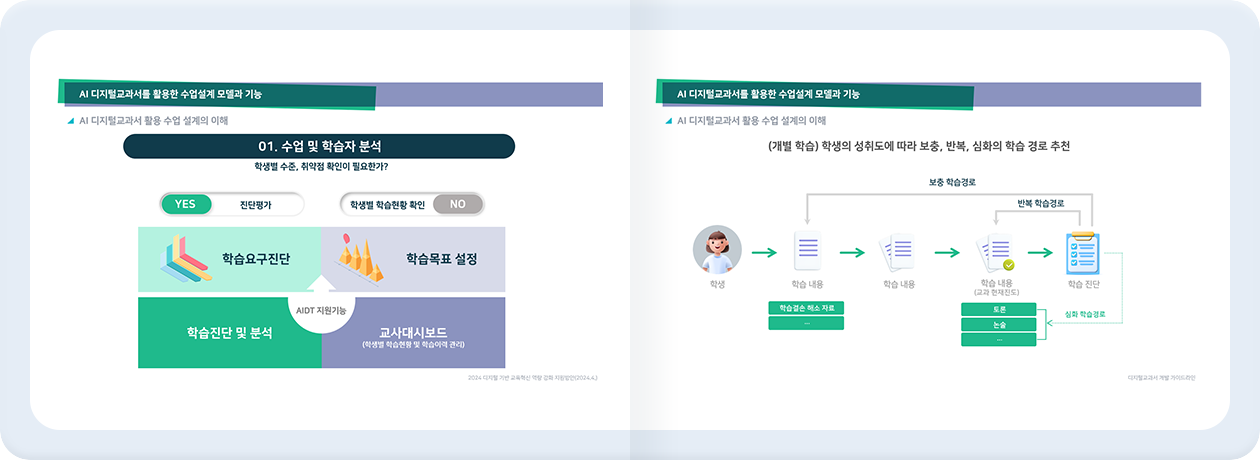 AI 디지털교과서를 활용한 수업설계 모델과 기능
AI 디지털교과서 활용 수업 설계의 이해
01. 수업 및 학습자 분석
학생별 수준, 취약점 확인이 필요한가?
YES 진단평가
학생별 학습현황 확인 NO
학습요구진단
학습목표 설정
AIDT 지원기능
학습진단 및 분석
교사대시보드
(학생별 학습현황 및 학습이력 관리)
2024 디지털 기반 교육혁신 역량 강화 지원방안(2024.4.)
AI 디지털교과서를 활용한 수업설계 모델과 기능
AI 디지털교과서 활용 수업 설계의 이해
(개별 학습) 학생의 성취도에 따라 보충, 반복, 심화의 학습 경로 추천
보충 학습경로
반복 학습경로
학생
학습 내용
학습 내용
학습 내용
(교과 현재진도)
학습 진단
학습결손 해소 자료
...
토론
논술
...
심화 학습경로
디지털교과서 개발 가이드라인